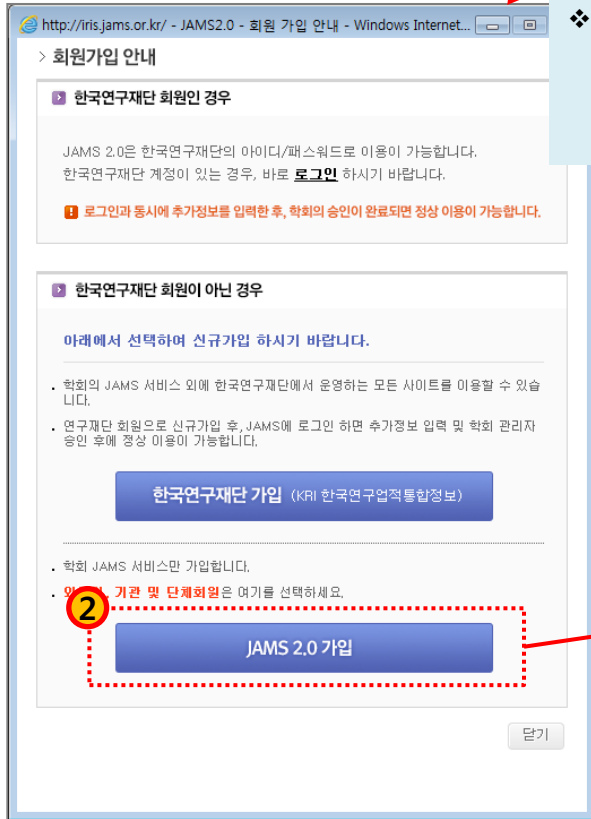 http://iris.jams.or.kr/ - JAMS2.0 - 회원 가입 안내 - Windows Internet...
❖
> 회원가입 안내
한국연구재단 회원인 경우
JAMS 2.0은 한국연구재단의 아이디/패스워드로 이용이 가능합니다.
한국연구재단 계정이 있는 경우, 바로 로그인 하시기 바랍니다.
로그인과 동시에 추가정보를 입력한 후, 학회의 승인이 완료되면 정상 이용이 가능합니다.
한국연구재단 회원이 아닌 경우
아래에서 선택하여 신규가입 하시기 바랍니다.
. 학회의 JAMS 서비스 외에 한국연구재단에서 운영하는 모든 사이트를 이용할 수 있습
니다.
. 연구재단 회원으로 신규가입 후, JAMS에 로그인 하면 추가정보 입력 및 학회 관리자
승인 후에 정상 이용이 가능합니다.
한국연구재단 가입 (KRI 한국연구업적통합정보)
. 학회 JAMS 서비스만 가입합니다.
. 기관 및 단체회원은 여기를 선택하세요.
2
JAMS 2.0 가입
닫기